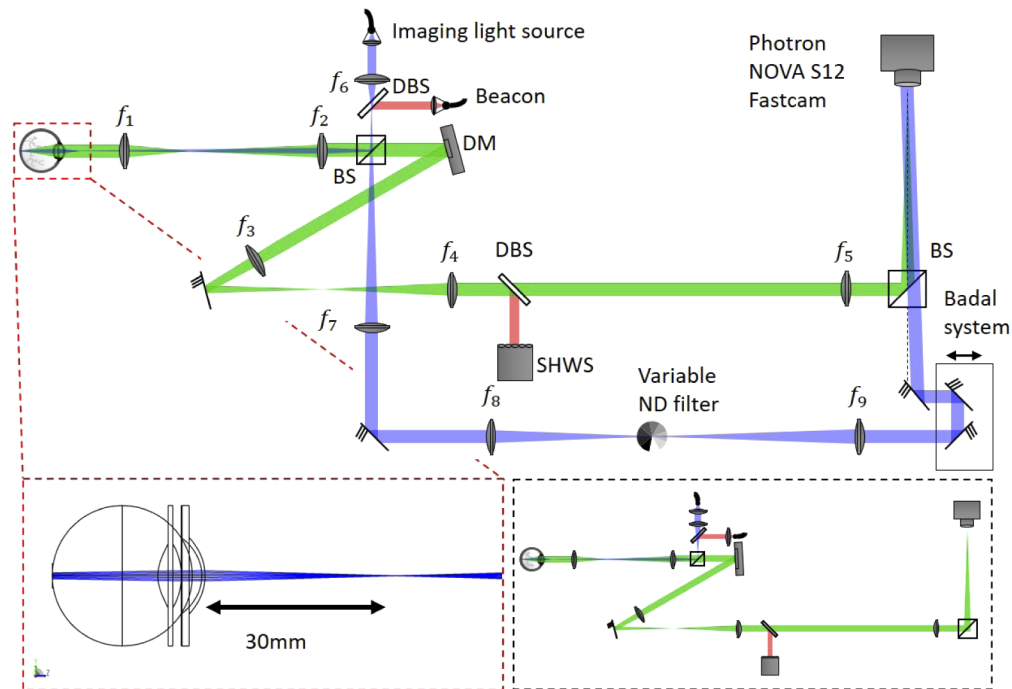 Imaging light source
f6
DBS
Beacon
Photron
NOVA S12
Fastcam
f1
f2
BS
DM
f3
f4
DBS
f5
BS
Badal
system
f7
SHWS
f8
Variable
ND filter
f9
30mm